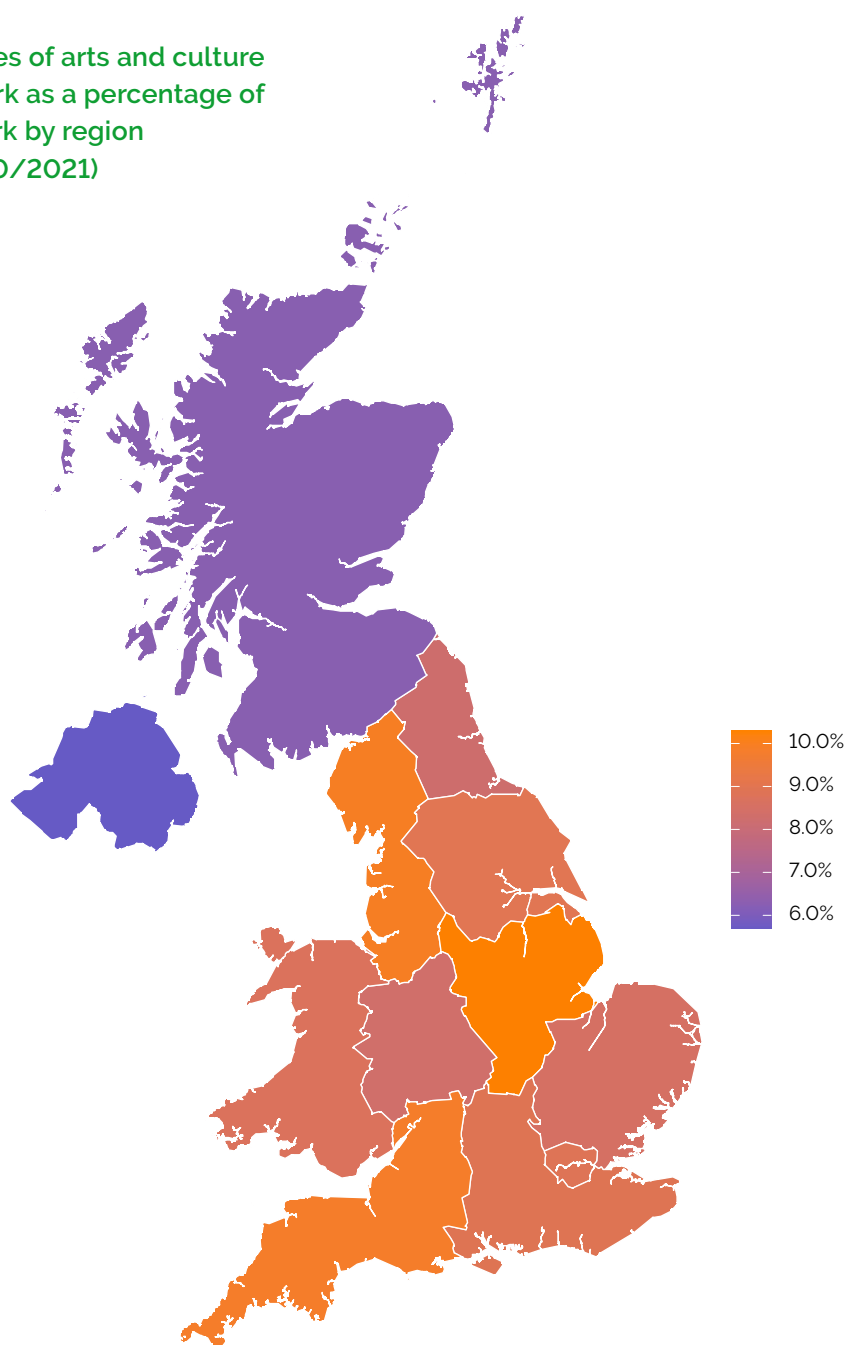 es of arts and culture
rk as a percentage of
rk by region
0/2021)
10.0%
9.0%
8.0%
7.0%
6.0%